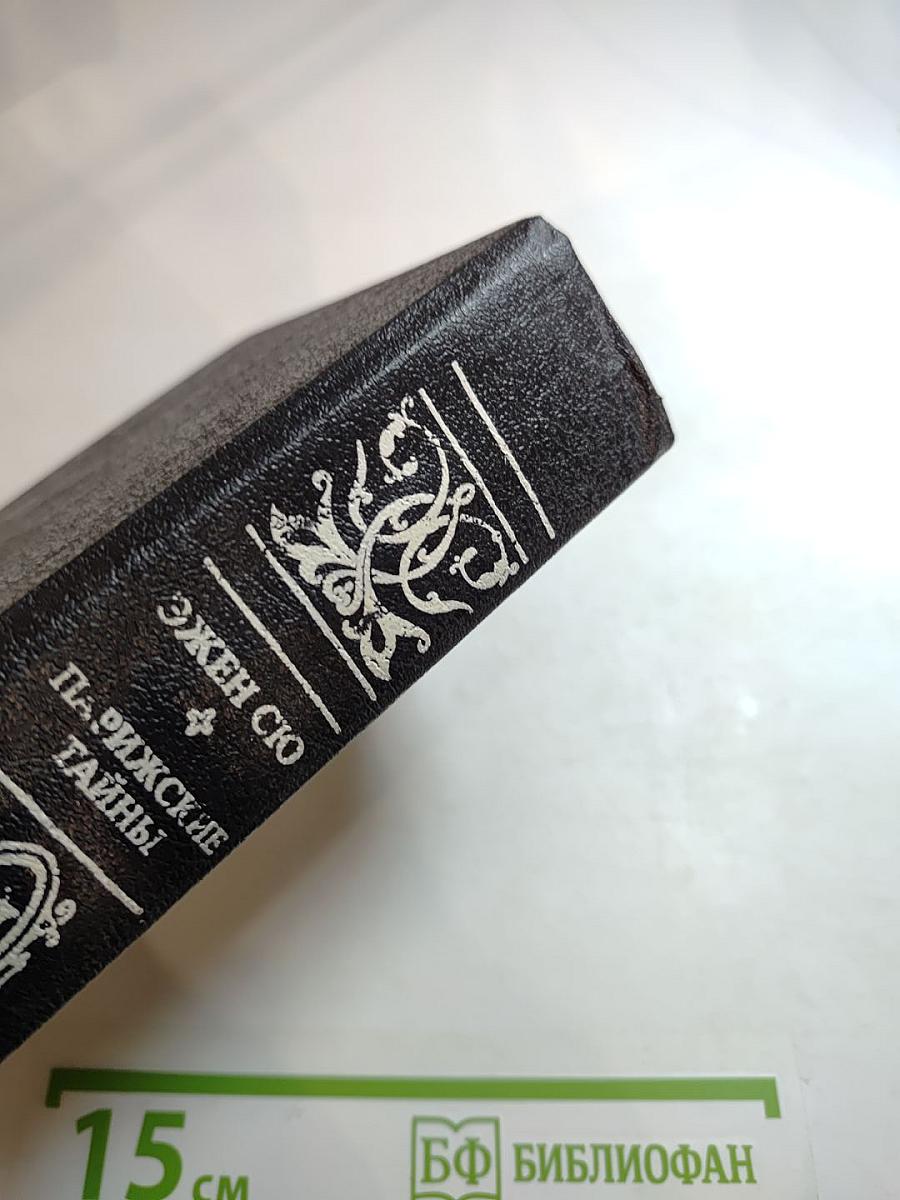 ЭЖЕН СЮ
ПАРИЖСКИЕ
ТАЙНЫ
15 см
БФ БИБЛИОФАН